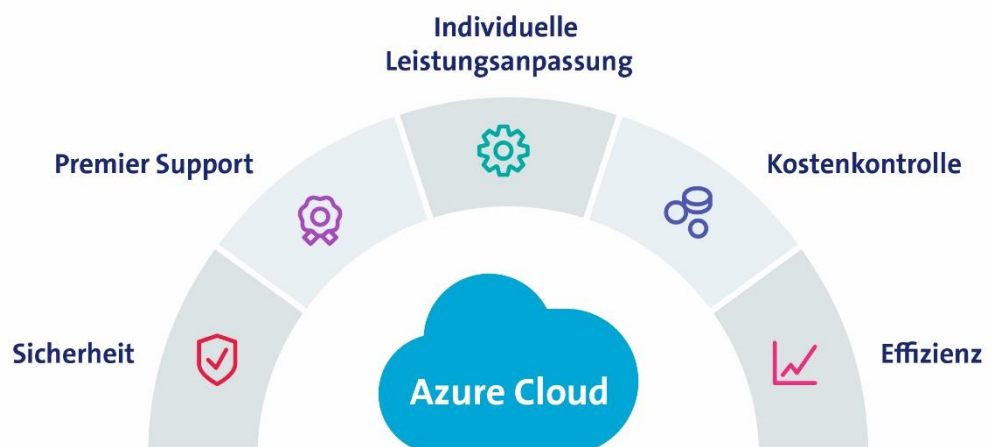 Individuelle
Leistungsanpassung
Premier Support
Kostenkontrolle
Sicherheit
Effizienz
Azure Cloud